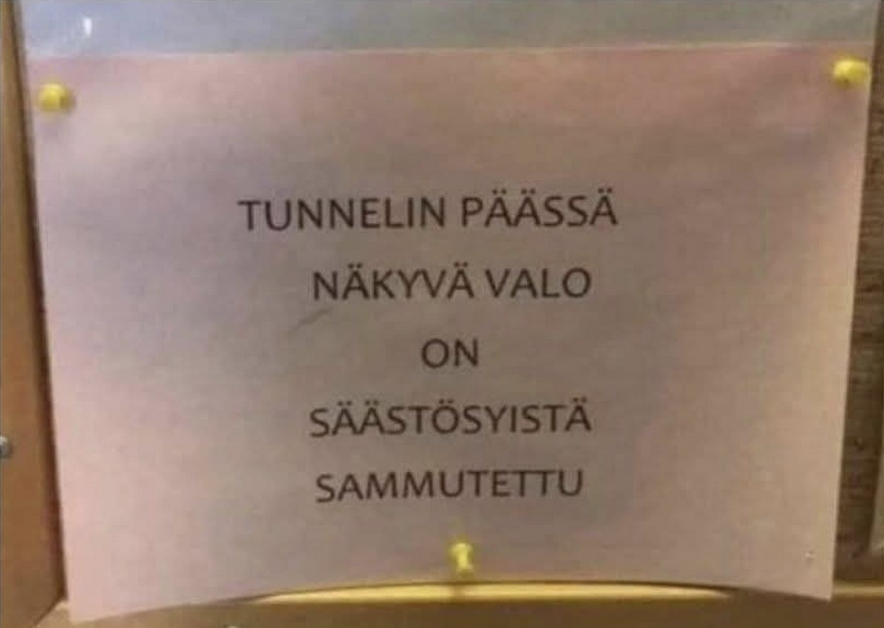 TUNNELIN PÄÄSSÄ
NÄKYVÄ VALO
ON
SÄÄSTÖSYISTÄ
SAMMUTETTU